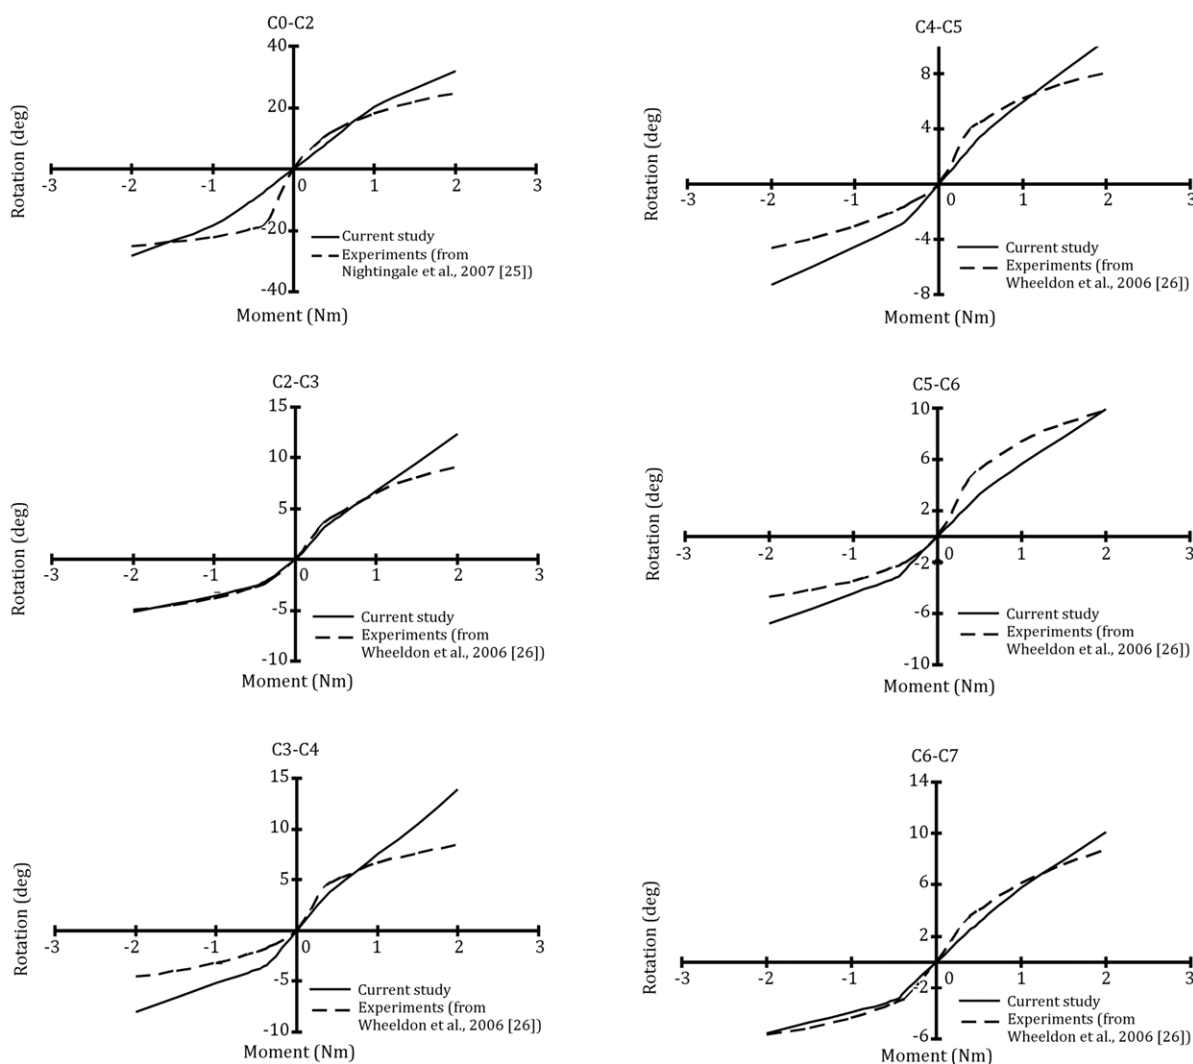 C0-C2
40
20
-3 -2 -1 0 1 2 3
-20
-40
Rotation (deg)
Current study
Experiments (from
Nightingale et al., 2007 [25])
Moment (Nm)
C4-C5
8
4
-3 -2 -1 0 1 2 3
-4
-8
Rotation (deg)
Current study
Experiments (from
Wheeldon et al., 2006 [26])
Moment (Nm)
C2-C3
15
10
5
-3 -2 -1 0 1 2 3
-5
-10
Rotation (deg)
Current study
Experiments (from
Wheeldon et al., 2006 [26])
Moment (Nm)
C5-C6
10
6
2
-3 -2 -1 0 1 2 3
-2
-6
-10
Rotation (deg)
Current study
Experiments (from
Wheeldon et al., 2006 [26])
Moment (Nm)
C3-C4
15
10
5
-3 -2 -1 0 1 2 3
-5
-10
Rotation (deg)
Current study
Experiments (from
Wheeldon et al., 2006 [26])
Moment (Nm)
C6-C7
14
10
6
2
-3 -2 -1 0 1 2 3
-2
-6
Rotation (deg)
Current study
Experiments (from
Wheeldon et al., 2006 [26])
Moment (Nm)